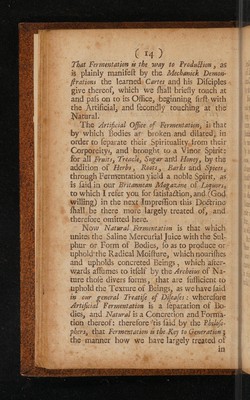 ( 14 )
That Fermentation is the way to Production, as
is plainly manifest by the Mechanick Demon-
strations the learned Cartes and his Disciples
give thereof, which we shall briefly touch at
and pass on to its Office, beginning first with
the Artificial, and secondly touching at the
Natural.
The Artificial Office of Fermentation, is that
by which Bodies are broken and dilated, in
order to separate their Spirituality from their
Corporeity, and brought to a Vinor Spirit:
for all Fruits, Treacle, Sugar and Honey, by the
addition of Herbs, Roots, Barks and Spices,
through Fermentation yield a noble Spirit, as
is said in our Britannean Magazine of Liquors,
to which I refer you for satisfaction, and (God
willing) in the next Impression this Doctrine
shall be there more largely treated of, and
therefore omitted here.
Now Natural Fermentation is that which
unites the Saline Mercurial Juice with the Sul-
phur or Form of Bodies, so as to produce or
uphold the Radical Moisture, which nourishes
and upholds concreted Beings, which after-
wards assumes to itself by the Archeius of Na-
ture those divers forms, that are sufficient to
uphold the Texture of Beings, as we have said
in our general Treatise of Diseases: wherefore
Artificial Fermentation is a separation of Bo-
dies, and Natural is a Concretion and Forma-
tion thereof: therefore 'tis said by the Philoso-
phers, that Fermentation is the Key to Generation;
the manner how we have largely treated of
in